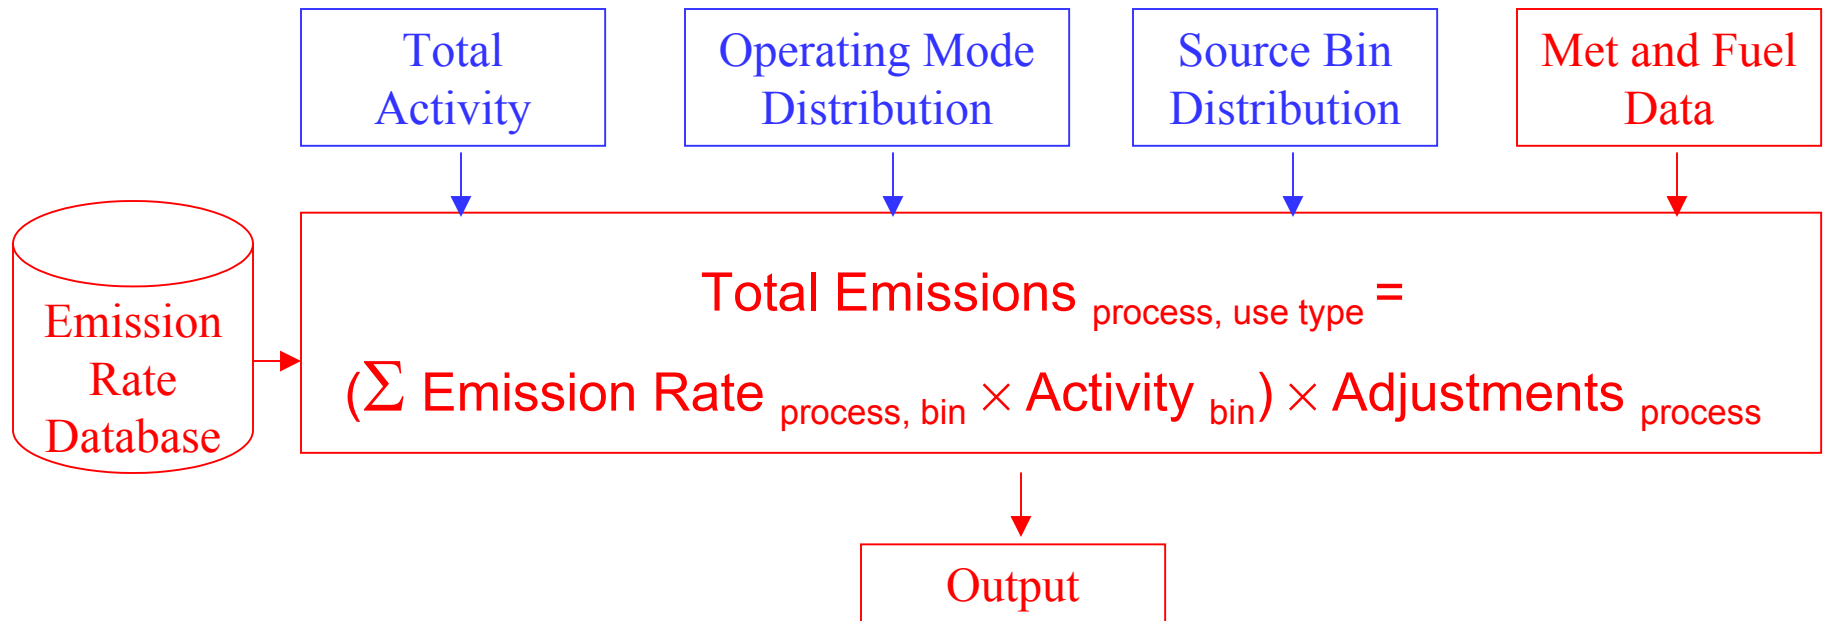 Total
Activity
Operating Mode
Distribution
Source Bin
Distribution
Met and Fuel
Data
Emission
Rate
Database
Total Emissions process, use type =
(Σ Emission Rate process, bin × Activity bin) × Adjustments process
Output